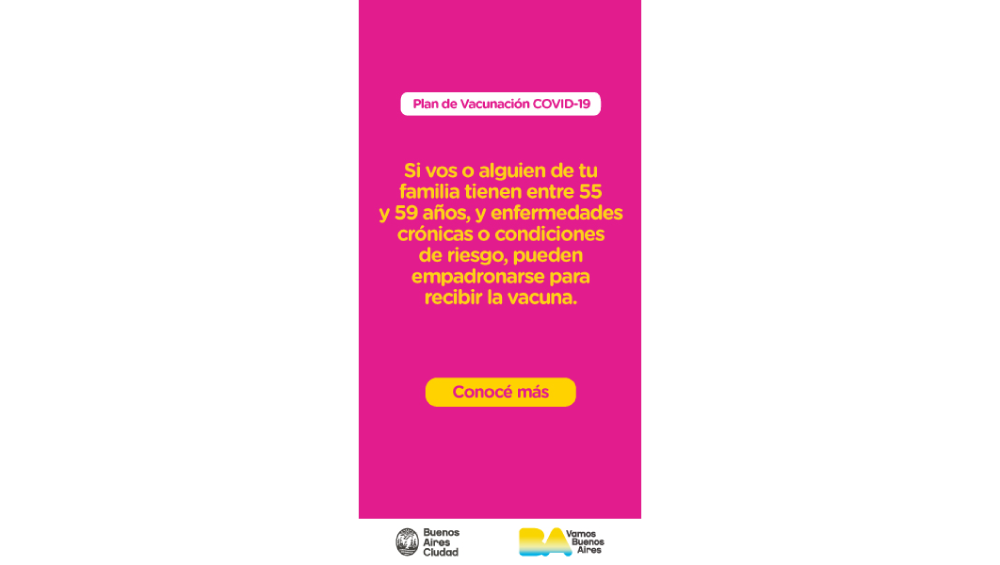 Plan de Vacunación COVID-19
Si vos o alguien de tu
familia tienen entre 55
y 59 años, y enfermedades
crónicas o condiciones
de riesgo, pueden
empadronarse para
recibir la vacuna.
Conocé más
Buenos
Aires
Ciudad
BA
Vamos
Buenos
Aires